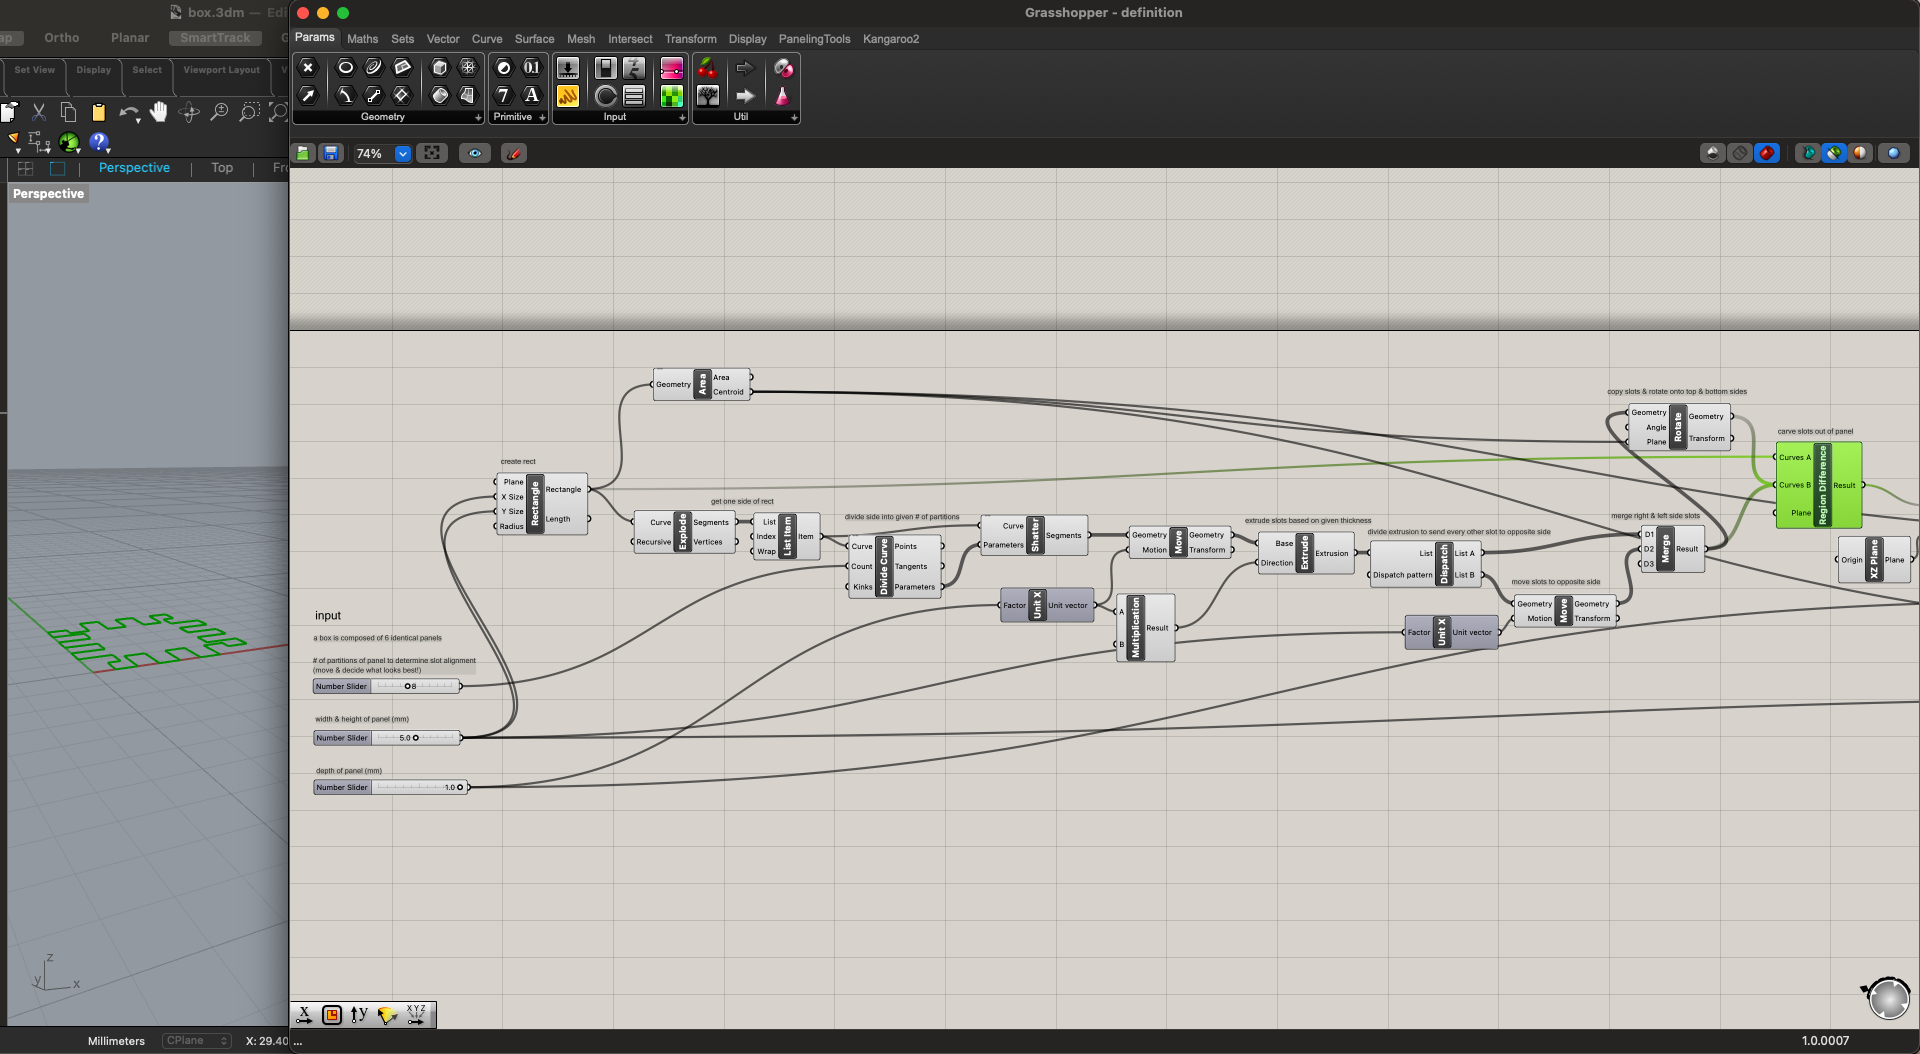 box.3dm — Edi
Grasshopper - definition
Ortho
Planar
SmartTrack
Params
Maths
Sets
Vector
Curve
Surface
Mesh
Intersect
Transform
Display
PanelingTools
Kangaroo2
Set View
Display
Select
Viewport Layout
Geometry
Primitive
Input
Util
74%
Perspective
Top
Perspective
Area
Geometry
Area
Centroid
copy slots & rotate onto top & bottom sides
Geometry
Angle
Plane
Rotate
Geometry
Transform
carve slots out of panel
Curves A
Curves B
Plane
Region Difference
Result
create rect
Plane
X Size
Y Size
Radius
Rectangle
Rectangle
Length
get one side of rect
Curve
Recursive
Explode
Segments
Vertices
List
Index
Wrap
List Item
Item
divide side into given # of partitions
Curve
Count
Kinks
Divide Curve
Points
Tangents
Parameters
Curve
Parameters
Shatter
Segments
Geometry
Motion
Move
Geometry
Transform
extrude slots based on given thickness
Base
Direction
Extrude
Extrusion
divide extrusion to send every other slot to opposite side
List
Dispatch pattern
Dispatch
List A
List B
merge right & left side slots
D1
D2
D3
Merge
Result
Origin
XZ Plane
Plane
move slots to opposite side
Geometry
Motion
Move
Geometry
Transform
Factor
Unit X
Unit vector
A
B
Multiplication
Result
Factor
Unit X
Unit vector
input
a box is composed of 6 identical panels
# of partitions of panel to determine slot alignment
(move & decide what looks best!)
Number Slider
8
width & height of panel (mm)
Number Slider
5.0
depth of panel (mm)
Number Slider
1.0
z
y
x
Millimeters
CPlane
X: 29.40
...
1.0.0007